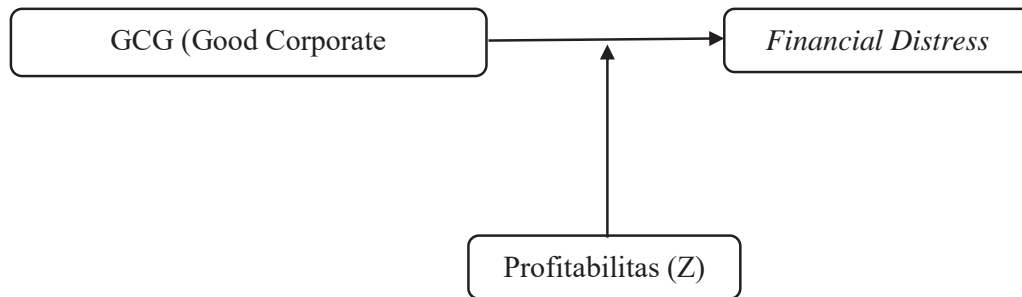 GCG (Good Corporate
Financial Distress
Profitabilitas (Z)